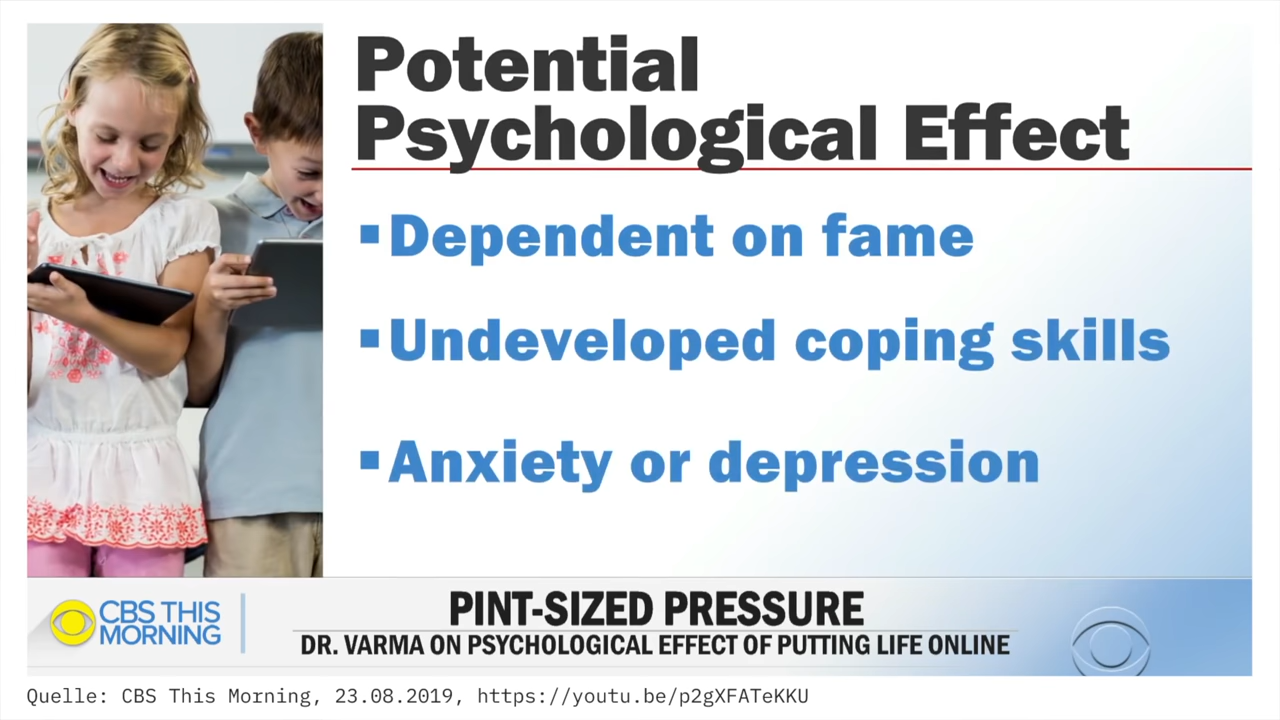 Potential
Psychological Effect
▪Dependent on fame
▪Undeveloped coping skills
▪Anxiety or depression
CBS THIS
MORNING
PINT-SIZED PRESSURE
DR. VARMA ON PSYCHOLOGICAL EFFECT OF PUTTING LIFE ONLINE
Quelle: CBS This Morning, 23.08.2019, https://youtu.be/p2gXFATeKKU